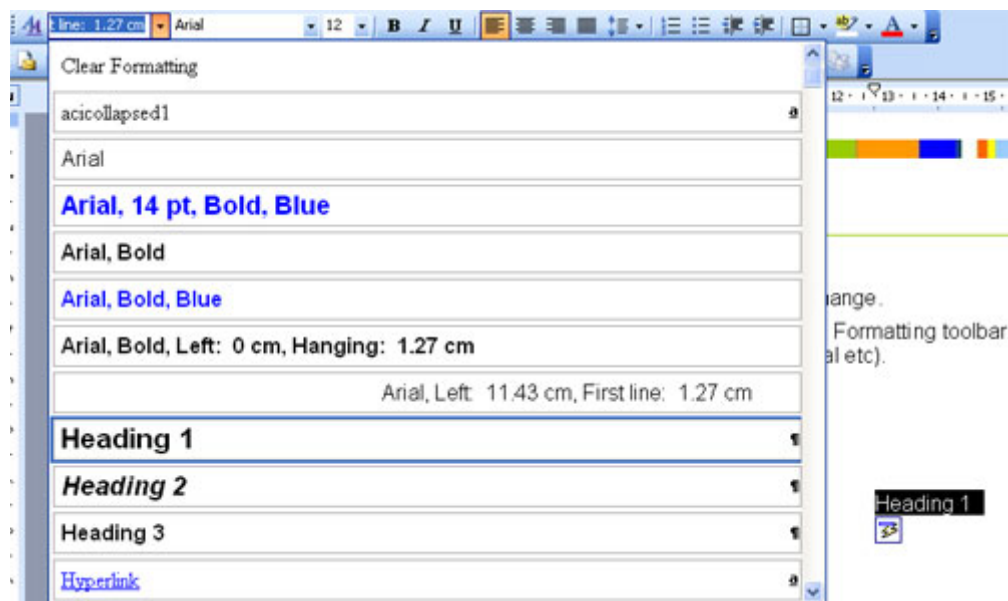 t line: 1.27 cm Arial 12 B I U
Clear Formatting
acicollapsed1 a
12 13 14 15
Arial
Arial, 14 pt, Bold, Blue
Arial, Bold
Arial, Bold, Blue
ange.
Arial, Bold, Left: 0 cm, Hanging: 1.27 cm
Formatting toolbar
al etc).
Arial, Left: 11.43 cm, First line: 1.27 cm
Heading 1 ¶
Heading 2 ¶
Heading 1
Heading 3 ¶
Hyperlink a